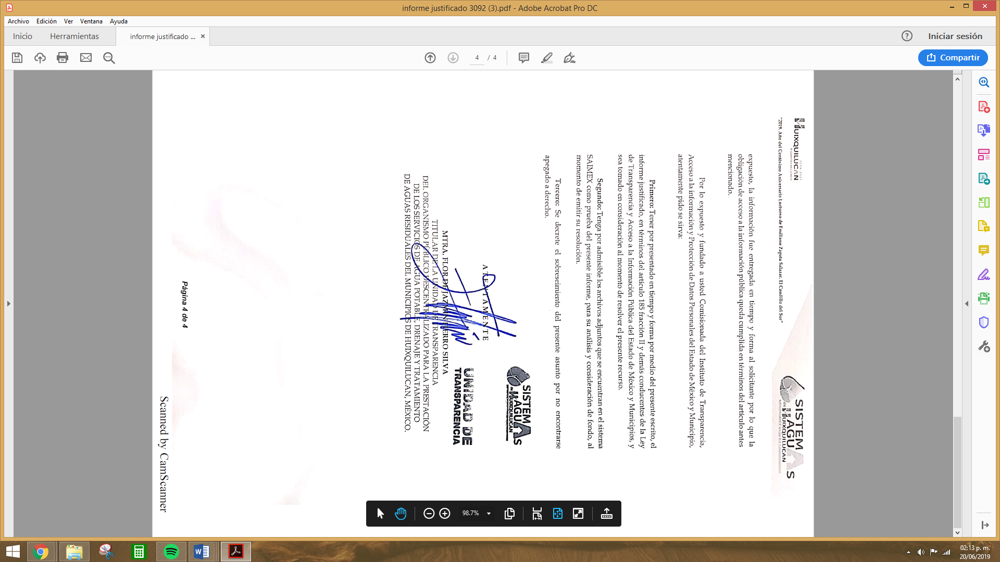 informe justificado 3092 (3).pdf - Adobe Acrobat Pro DC
Archivo Edición Ver Ventana Ayuda
Inicio Herramientas informe justificado ... × Iniciar sesión
4 / 4 Compartir
HUIXQUILUCAN
"2019. Año del Centésimo Aniversario Luctuoso de Emiliano Zapata Salazar. El Caudillo del Sur"
SISTEMA
AGUAS
de HUIXQUILUCAN
expuesto, la información fue entregada en tiempo y forma al solicitante por lo que la
obligación de acceso a la información pública queda cumplida en términos del artículo antes
mencionado.
Por lo expuesto y fundado a usted Comisionada del Instituto de Transparencia,
Acceso a la información y Protección de Datos Personales del Estado de México y Municipio,
atentamente pido se sirva:
Primero: Tener por presentado en tiempo y forma por medio del presente escrito, el
informe justificado, en términos del artículo 185 fracción II y demás conducentes de la Ley
de Transparencia y Acceso a la Información Pública del Estado de México y Municipios, y
sea tomado en consideración al momento de resolver el presente recurso.
Segundo: Tenga por admisible los archivos adjuntos que se encuentran en el sistema
SAIMEX como prueba del presente informe, para su análisis y consideración de fondo, al
momento de emitir su resolución.
Tercero: Se decrete el sobreseimiento del presente asunto por no encontrarse
apegado a derecho.
SISTEMA
AGUAS
de HUIXQUILUCAN
UNIDAD DE
TRANSPARENCIA
ATENTAMENTE
MTRA. FLOR DE JAZMIN FIERRO SILVA
TITULAR DE LA UNIDAD DE TRANSPARENCIA
DEL ORGANISMO PÚBLICO DESCENTRALIZADO PARA LA PRESTACIÓN
DE LOS SERVICIOS DE AGUA POTABLE, DRENAJE Y TRATAMIENTO
DE AGUAS RESIDUALES DEL MUNICIPIO DE HUIXQUILUCAN, MÉXICO.
Página 4 de 4
Scanned by CamScanner
98.7%
02:13 p. m.
20/06/2019